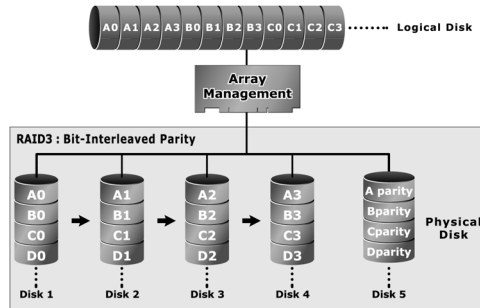 A0 A1 A2 A3 B0 B1 B2 B3 C0 C1 C2 C3 Logical Disk
Array
Management
RAID3 : Bit-Interleaved Parity
A0 A1 A2 A3 A parity
B0 B1 B2 B3 Bparity
C0 C1 C2 C3 Cparity
D0 D1 D2 D3 Dparity
Physical
Disk
Disk 1 Disk 2 Disk 3 Disk 4 Disk 5